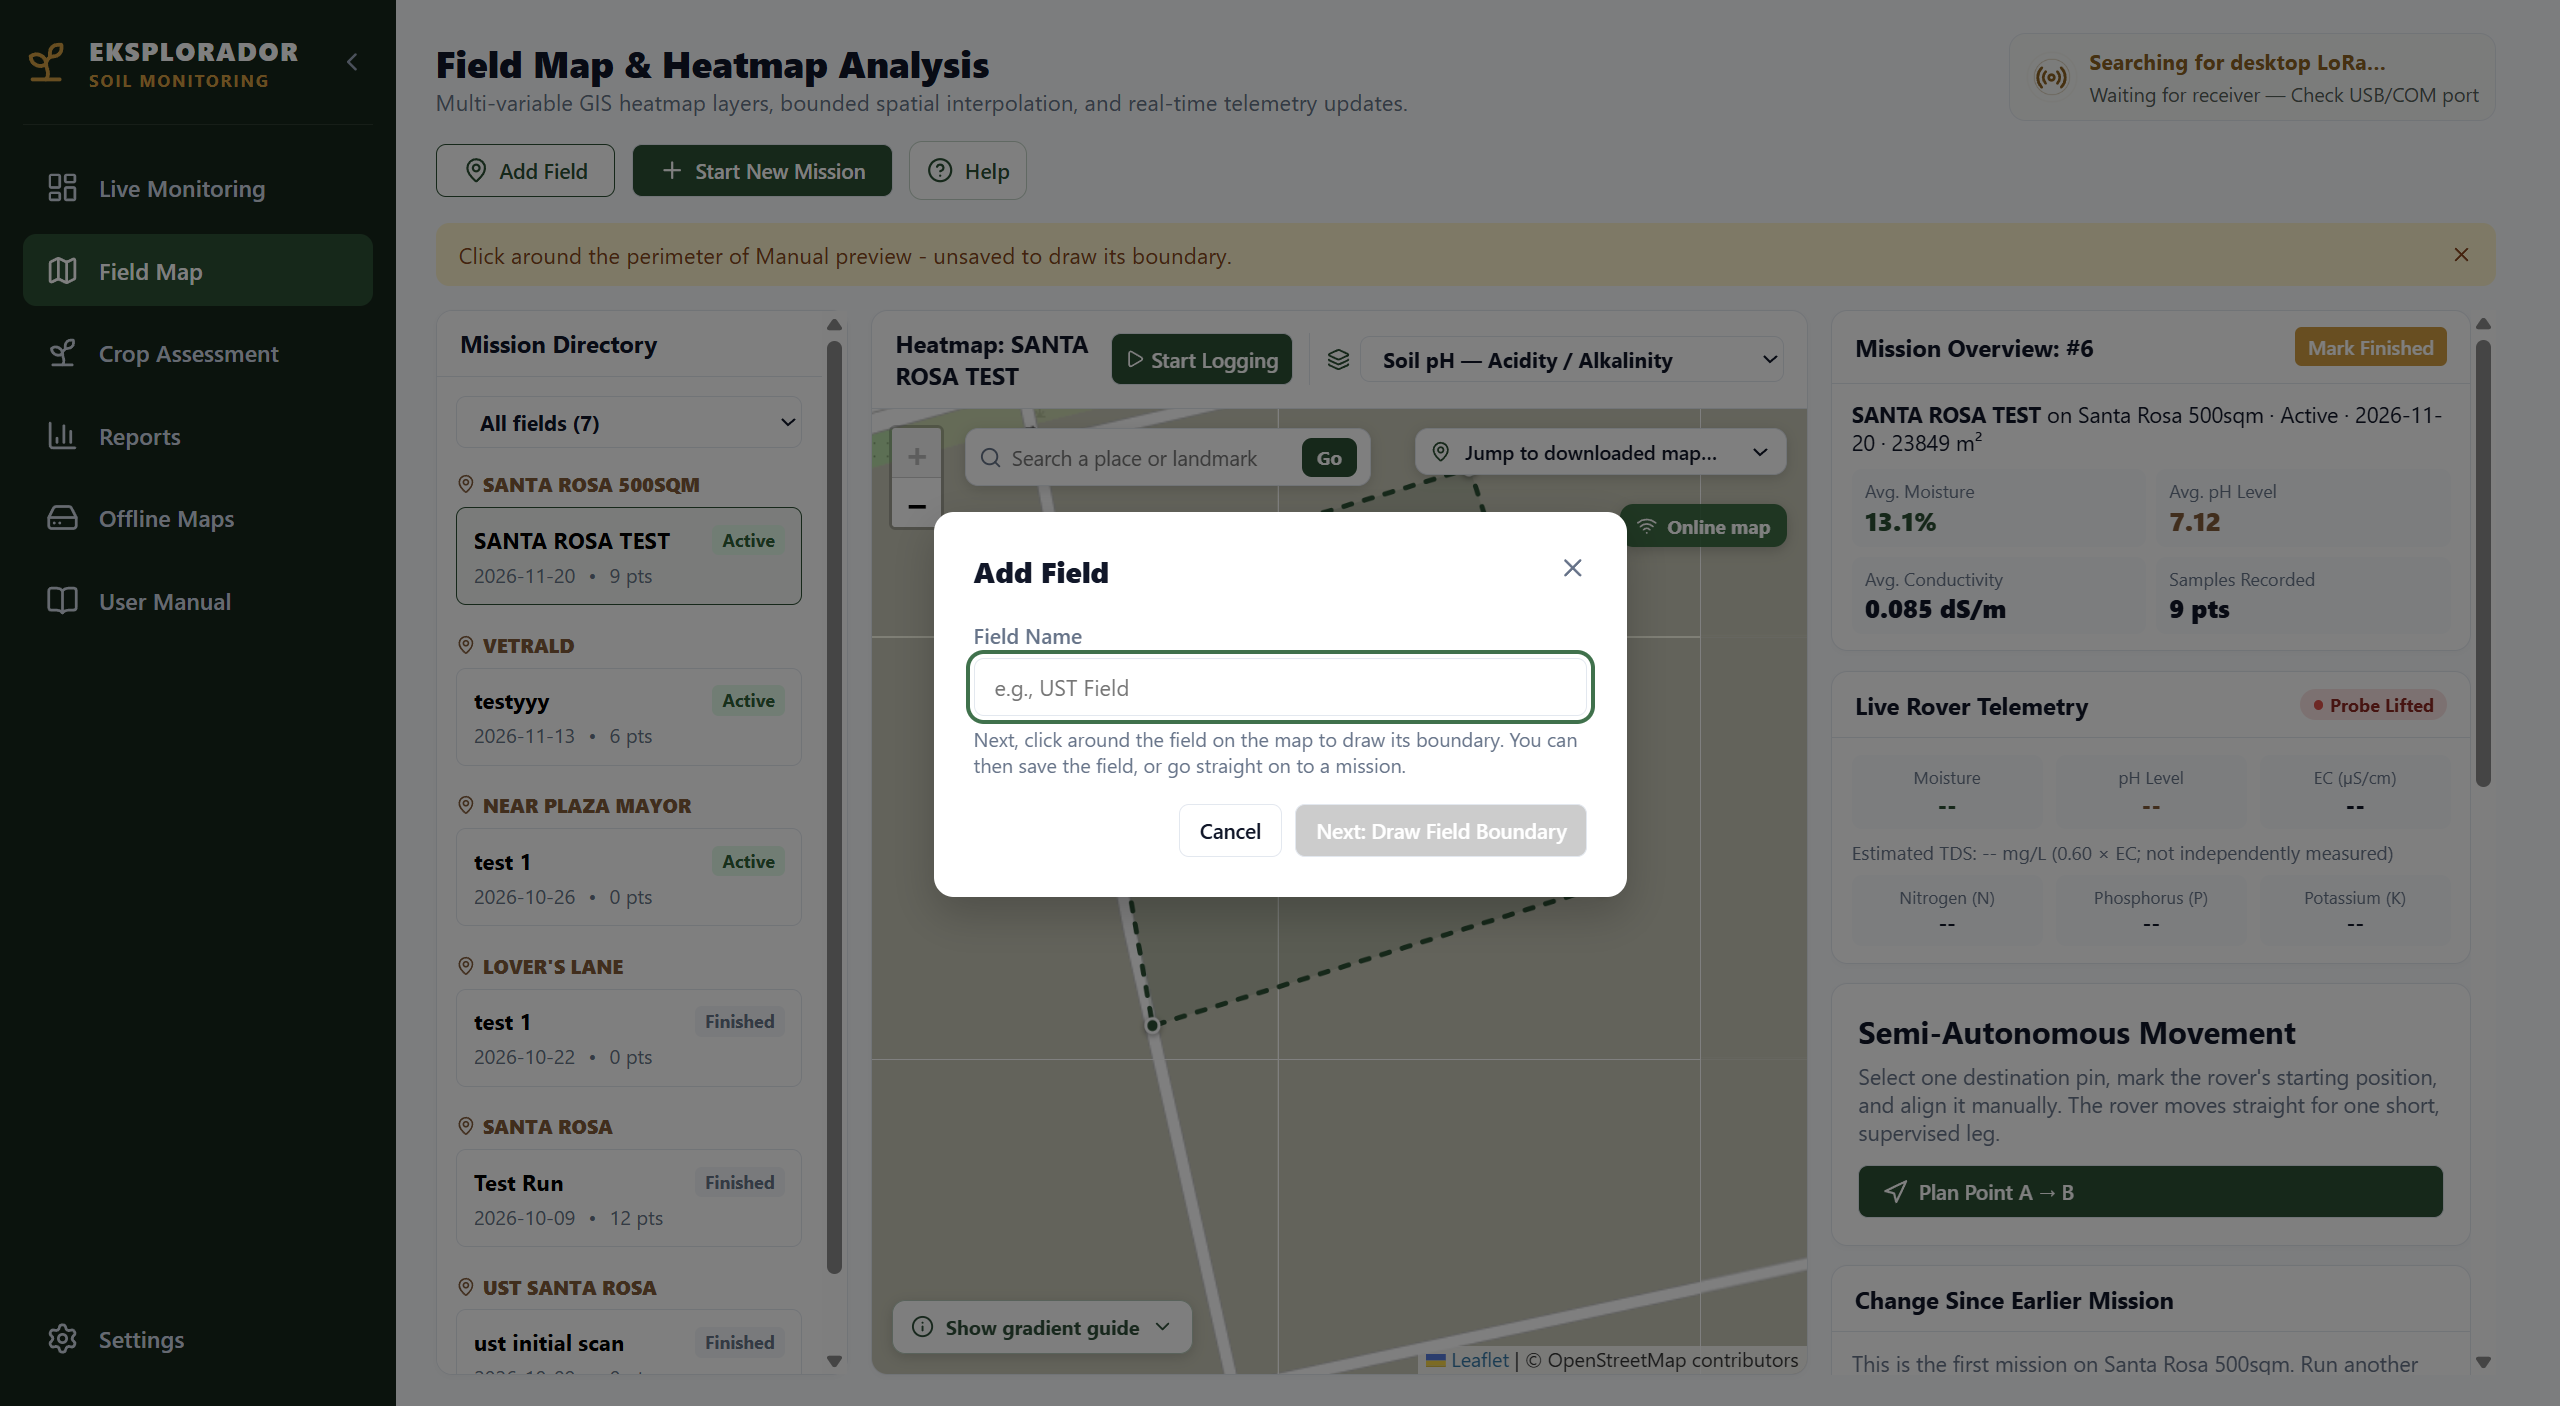 EKSPLORADOR
SOIL MONITORING
Live Monitoring
Field Map
Crop Assessment
Reports
Offline Maps
User Manual
Settings
Field Map & Heatmap Analysis
Multi-variable GIS heatmap layers, bounded spatial interpolation, and real-time telemetry updates.
Searching for desktop LoRa...
Waiting for receiver — Check USB/COM port
Add Field
Start New Mission
Help
Click around the perimeter of Manual preview - unsaved to draw its boundary.
Mission Directory
All fields (7)
SANTA ROSA 500SQM
SANTA ROSA TEST
Active
2026-11-20 • 9 pts
VETRALD
testyyy
Active
2026-11-13 • 6 pts
NEAR PLAZA MAYOR
test 1
Active
2026-10-26 • 0 pts
LOVER'S LANE
test 1
Finished
2026-10-22 • 0 pts
SANTA ROSA
Test Run
Finished
2026-10-09 • 12 pts
UST SANTA ROSA
ust initial scan
Finished
Heatmap: SANTA
ROSA TEST
Start Logging
Soil pH — Acidity / Alkalinity
+
−
Search a place or landmark
Go
Jump to downloaded map...
Online map
Add Field
Field Name
e.g., UST Field
Next, click around the field on the map to draw its boundary. You can
then save the field, or go straight on to a mission.
Cancel
Next: Draw Field Boundary
Show gradient guide
Leaflet | © OpenStreetMap contributors
Mission Overview: #6
Mark Finished
SANTA ROSA TEST on Santa Rosa 500sqm · Active · 2026-11-
20 · 23849 m²
Avg. Moisture
13.1%
Avg. pH Level
7.12
Avg. Conductivity
0.085 dS/m
Samples Recorded
9 pts
Live Rover Telemetry
Probe Lifted
Moisture
--
pH Level
--
EC (µS/cm)
--
Estimated TDS: -- mg/L (0.60 × EC; not independently measured)
Nitrogen (N)
--
Phosphorus (P)
--
Potassium (K)
--
Semi-Autonomous Movement
Select one destination pin, mark the rover's starting position,
and align it manually. The rover moves straight for one short,
supervised leg.
Plan Point A → B
Change Since Earlier Mission
This is the first mission on Santa Rosa 500sqm. Run another